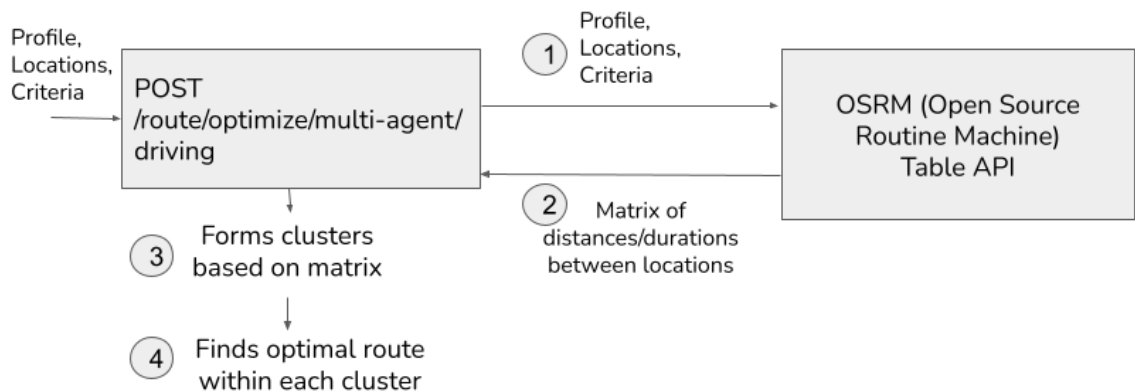 Profile,
Locations,
Criteria
POST
/route/optimize/multi-agent/
driving
1
Profile,
Locations,
Criteria
OSRM (Open Source
Routine Machine)
Table API
2
Matrix of
distances/durations
between locations
3
Forms clusters
based on matrix
4
Finds optimal route
within each cluster